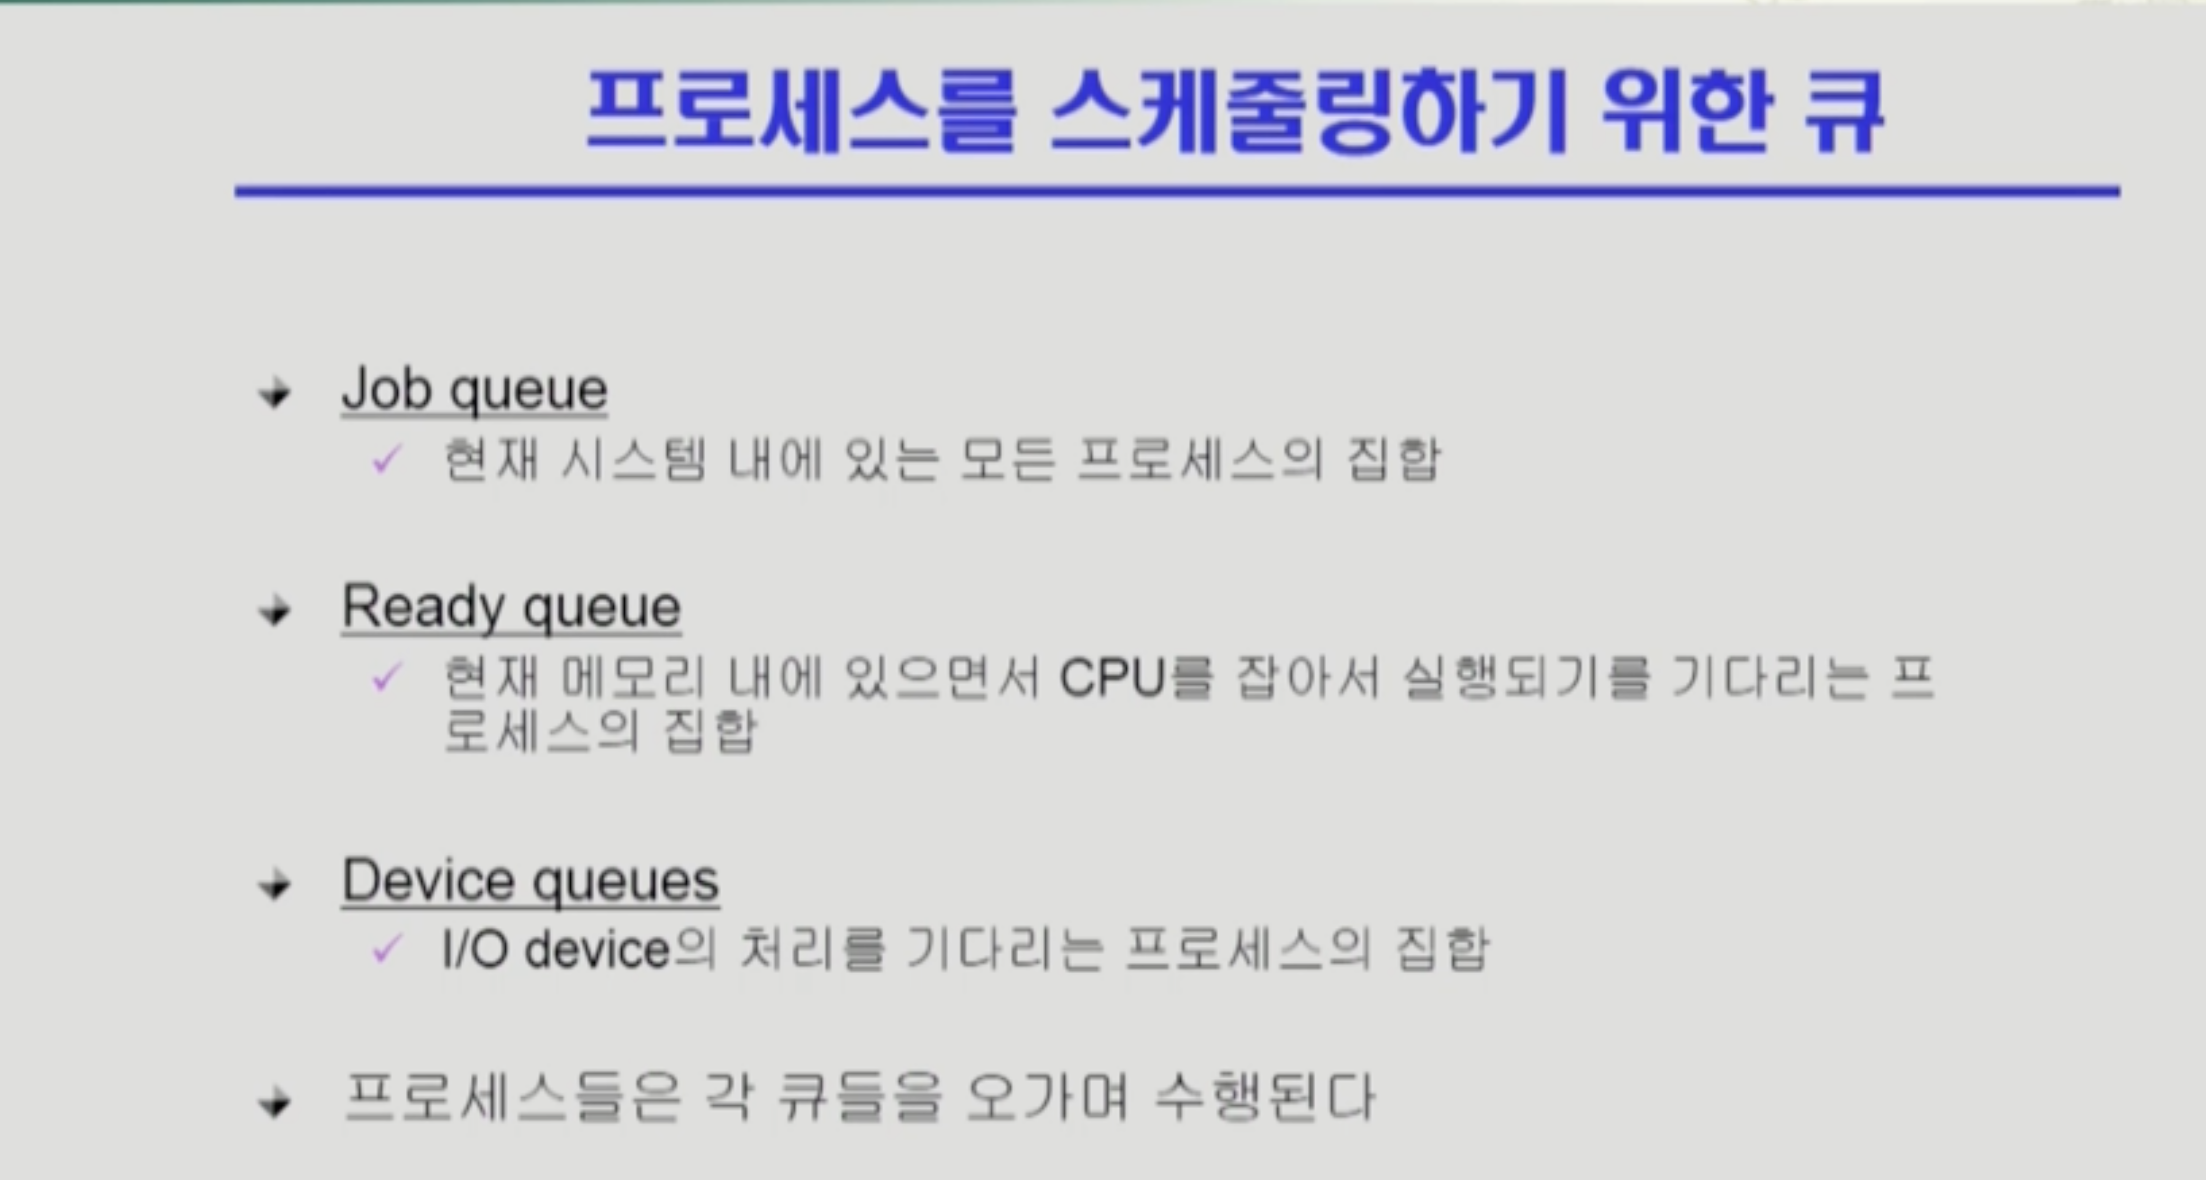 프로세스를 스케줄링하기 위한 큐
Job queue
현재 시스템 내에 있는 모든 프로세스의 집합
Ready queue
현재 메모리 내에 있으면서 CPU를 잡아서 실행되기를 기다리는 프
로세스의 집합
Device queues
I/O device의 처리를 기다리는 프로세스의 집합
프로세스들은 각 큐들을 오가며 수행된다